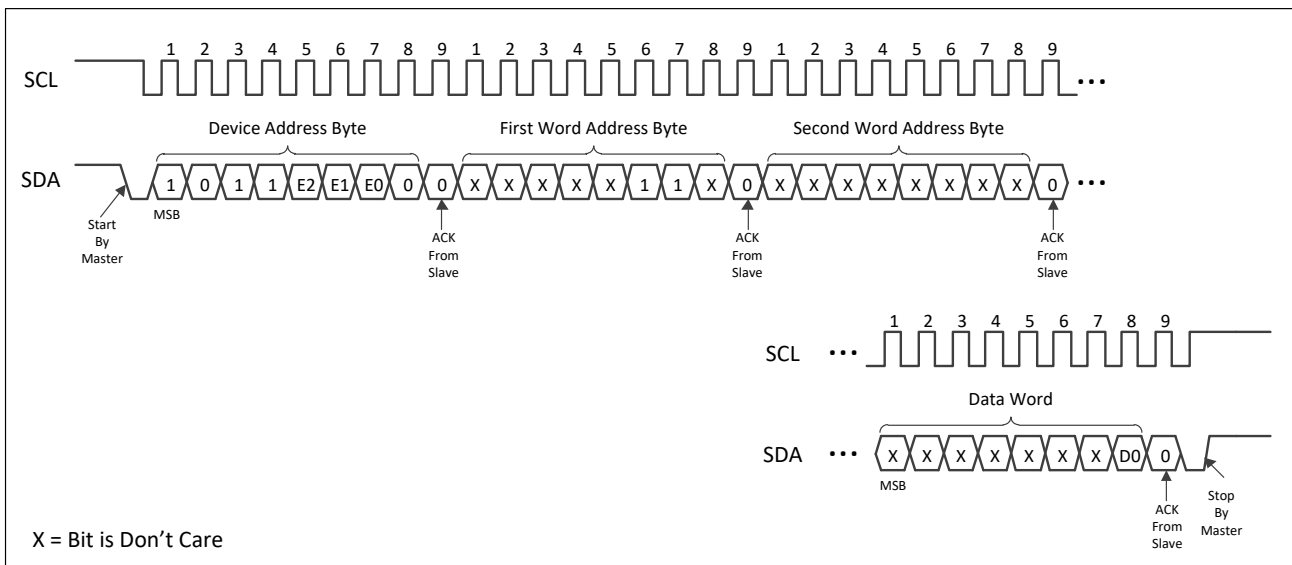 1 2 3 4 5 6 7 8 9 1 2 3 4 5 6 7 8 9 1 2 3 4 5 6 7 8 9
SCL ...
Device Address Byte First Word Address Byte Second Word Address Byte
SDA 1 0 1 1 E2 E1 E0 0 0 X X X X X 1 1 X 0 X X X X X X X X 0 ...
MSB
Start
By
Master
ACK
From
Slave
ACK
From
Slave
ACK
From
Slave
1 2 3 4 5 6 7 8 9
SCL ...
Data Word
SDA ... X X X X X X X D0 0
MSB
ACK
From
Slave
Stop
By
Master
X = Bit is Don’t Care